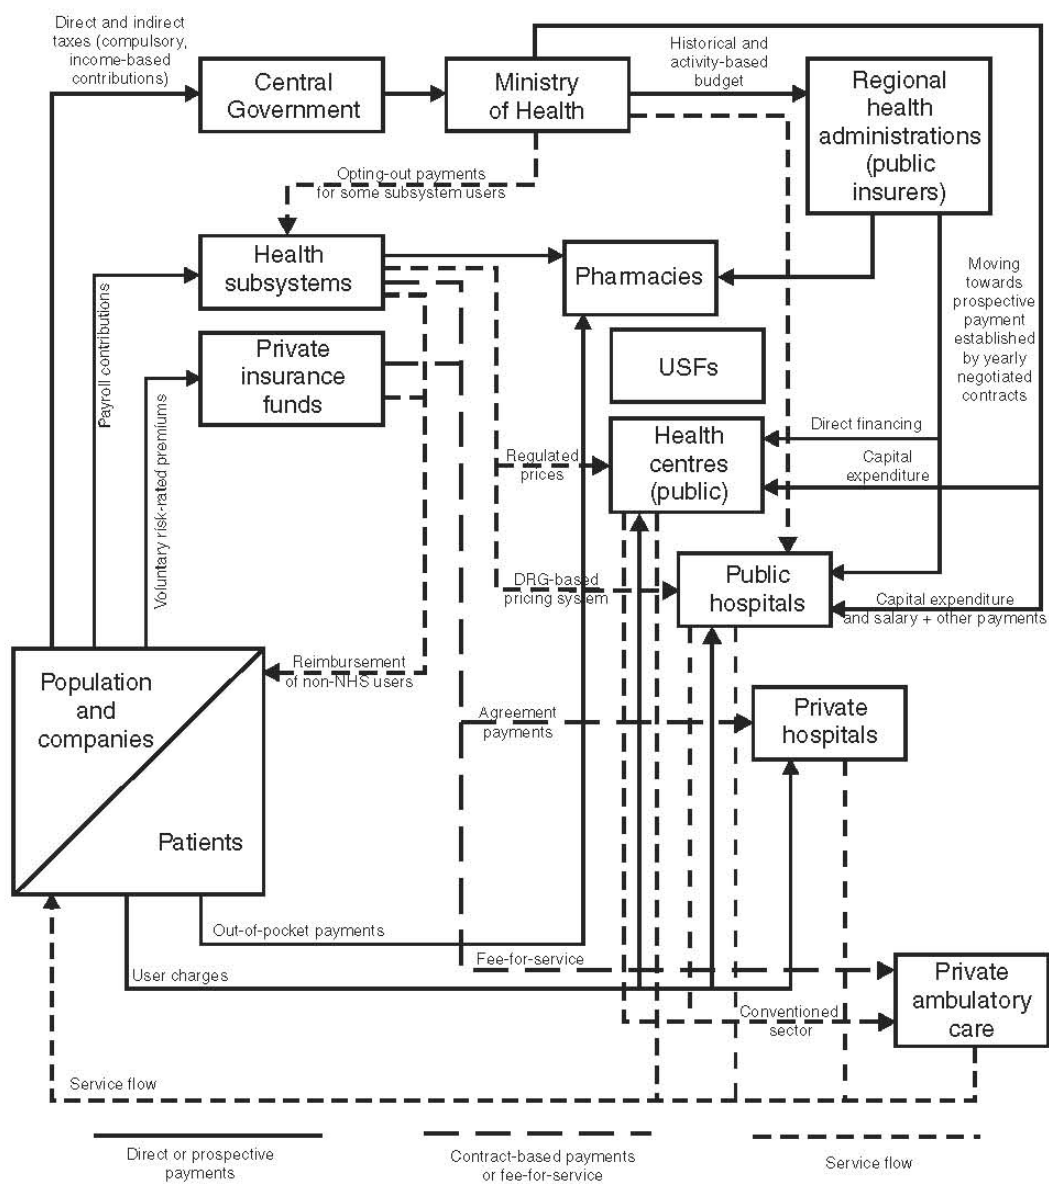 Direct and indirect
taxes (compulsory,
income-based
contributions)
Central
Government
Ministry
of Health
Historical and
activity-based
budget
Regional
health
administrations
(public
insurers)
Opting-out payments
for some subsystem users
Health
subsystems
Pharmacies
Moving
towards
prospective
payment
established
by yearly
negotiated
contracts
Payroll contributions
Private
insurance
funds
USFs
Voluntary risk-rated premiums
Direct financing
Health
centres
(public)
Regulated
prices
Capital
expenditure
DRG-based
pricing system
Public
hospitals
Capital expenditure
and salary + other payments
Reimbursement
of non-NHS users
Population
and
companies
Agreement
payments
Private
hospitals
Patients
Out-of-pocket payments
User charges
Fee-for-service
Private
ambulatory
care
Conventioned
sector
Service flow
Direct or prospective
payments
Contract-based payments
or fee-for-service
Service flow